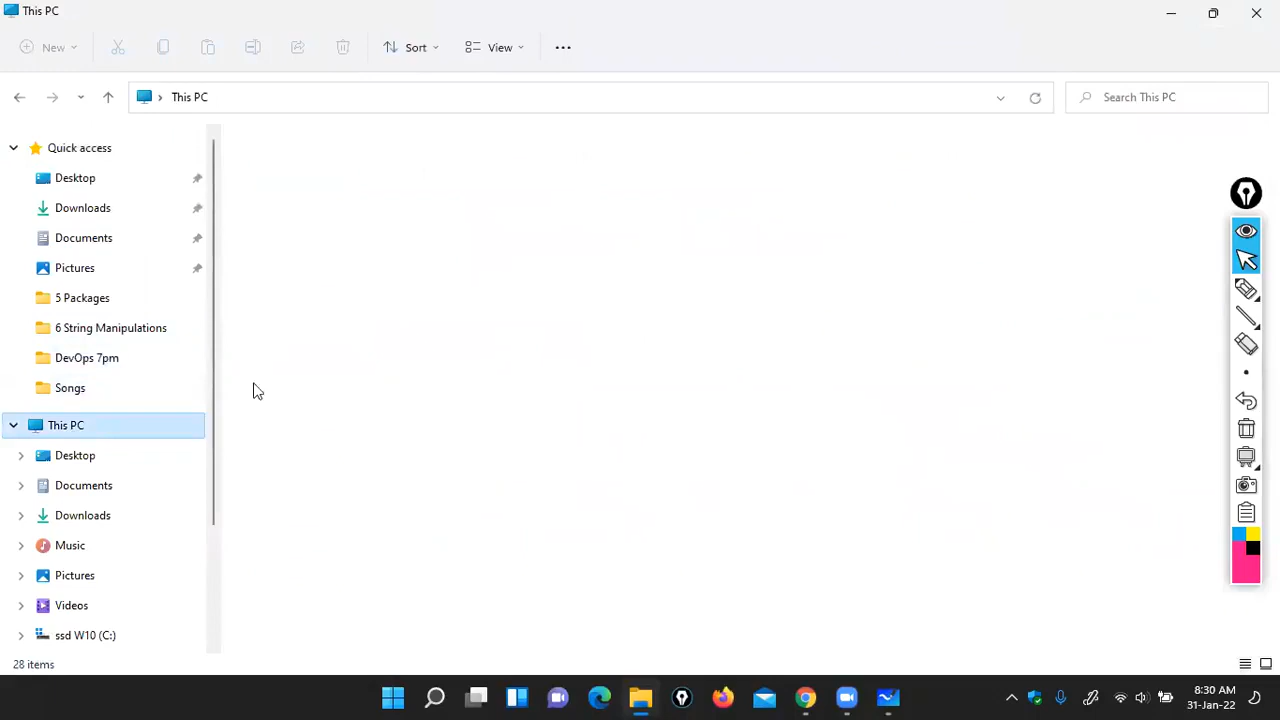 This PC
New
Sort
View
This PC
Search This PC
Quick access
Desktop
Downloads
Documents
Pictures
5 Packages
6 String Manipulations
DevOps 7pm
Songs
This PC
Desktop
Documents
Downloads
Music
Pictures
Videos
ssd W10 (C:)
28 items
8:30 AM
31-Jan-22